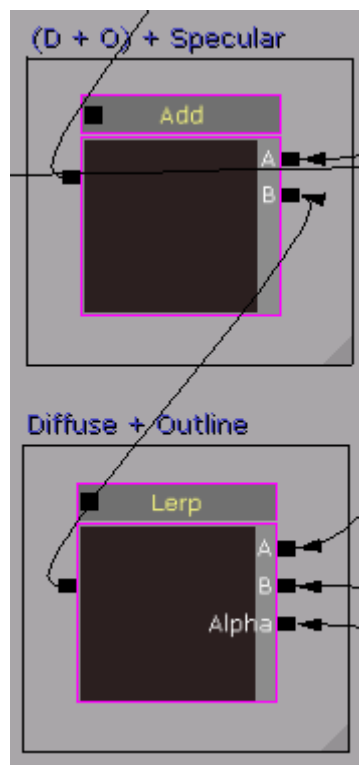 (D + O) + Specular
Add
A
B
Diffuse + Outline
Lerp
A
B
Alpha